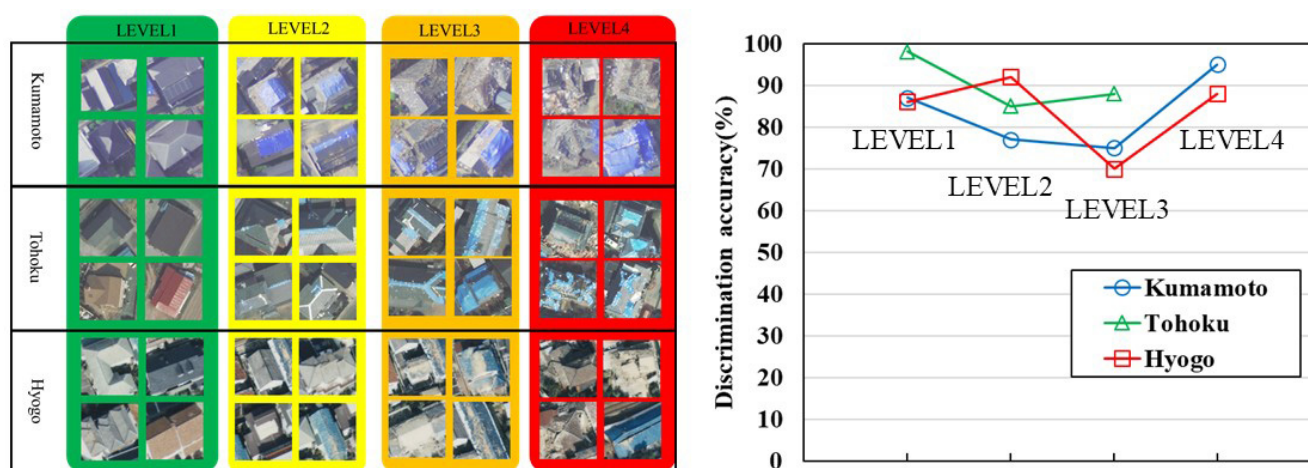 LEVEL1
LEVEL2
LEVEL3
LEVEL4
Kumamoto
Tohoku
Hyogo
Discrimination accuracy(%)
100
90
80
70
60
50
40
30
20
10
0
LEVEL1
LEVEL2
LEVEL3
LEVEL4
Kumamoto
Tohoku
Hyogo